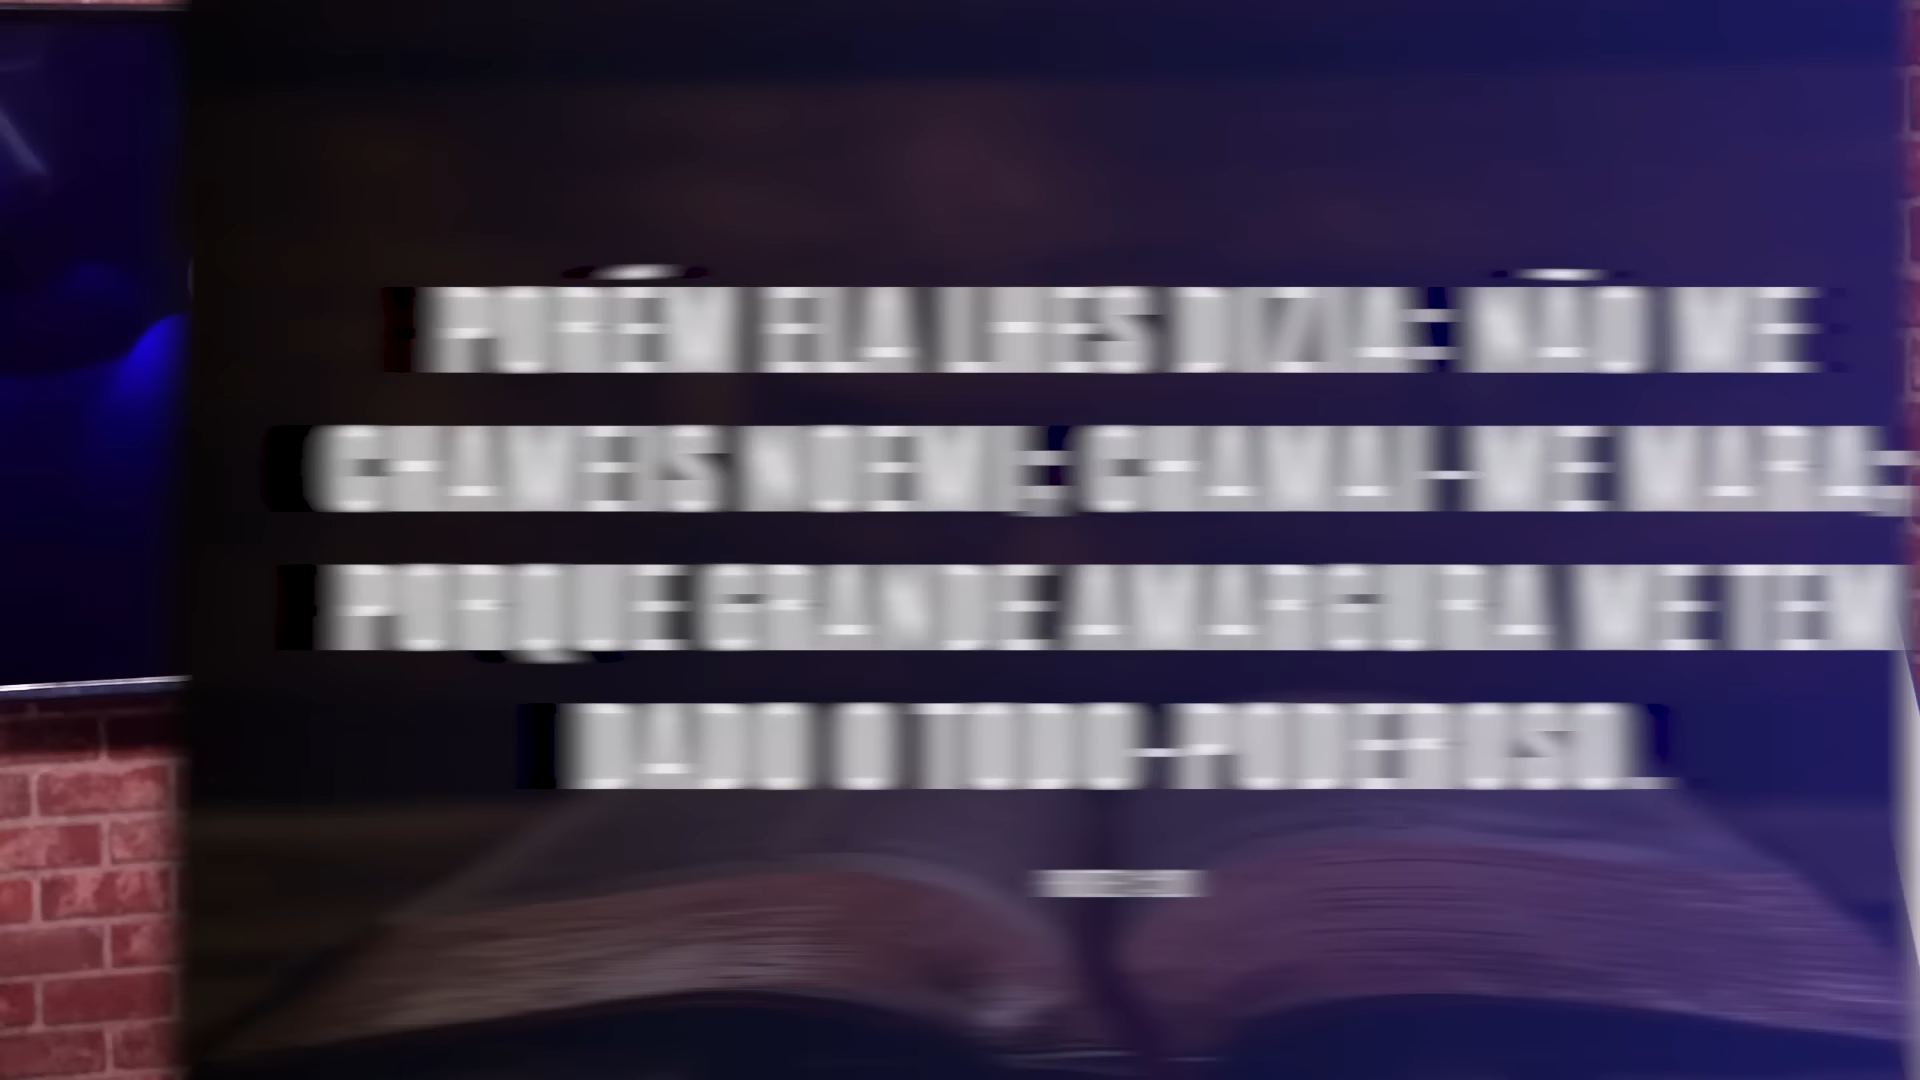 PORÉM ELA LHES DIZIA: NÃO ME
CHAMEIS NOEMI; CHAMAI-ME MARA;
PORQUE GRANDE AMARGURA ME TEM
DADO O TODO-PODEROSO.